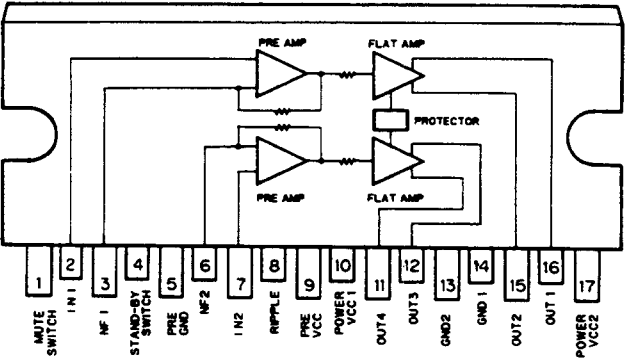 PRE AMP
FLAT AMP
PROTECTOR
PRE AMP
FLAT AMP
1
2
3
4
5
6
7
8
9
10
11
12
13
14
15
16
17
MUTE
SWITCH
IN 1
NF 1
STAND-BY
SWITCH
PRE
GND
NF2
IN2
RIPPLE
PRE
VCC
POWER
VCC 1
OUT4
OUT3
GND2
GND 1
OUT2
OUT 1
POWER
VCC2